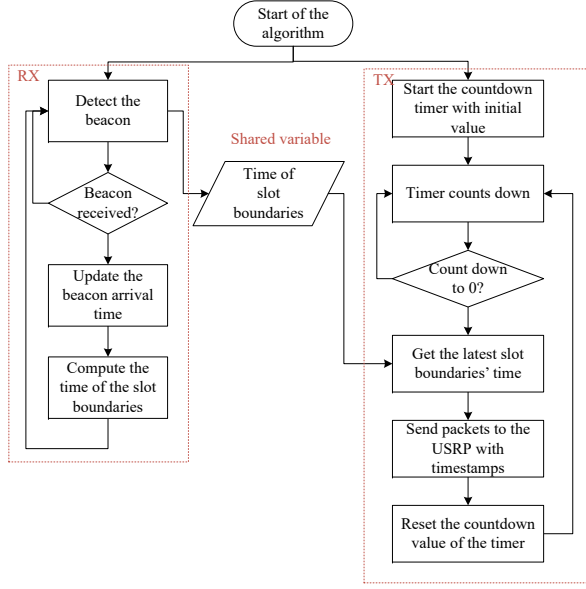 Start of the
algorithm
RX
Detect the
beacon
Beacon
received?
Update the
beacon arrival
time
Compute the
time of the slot
boundaries
Shared variable
Time of
slot
boundaries
TX
Start the countdown
timer with initial
value
Timer counts down
Count down
to 0?
Get the latest slot
boundaries’ time
Send packets to the
USRP with
timestamps
Reset the countdown
value of the timer